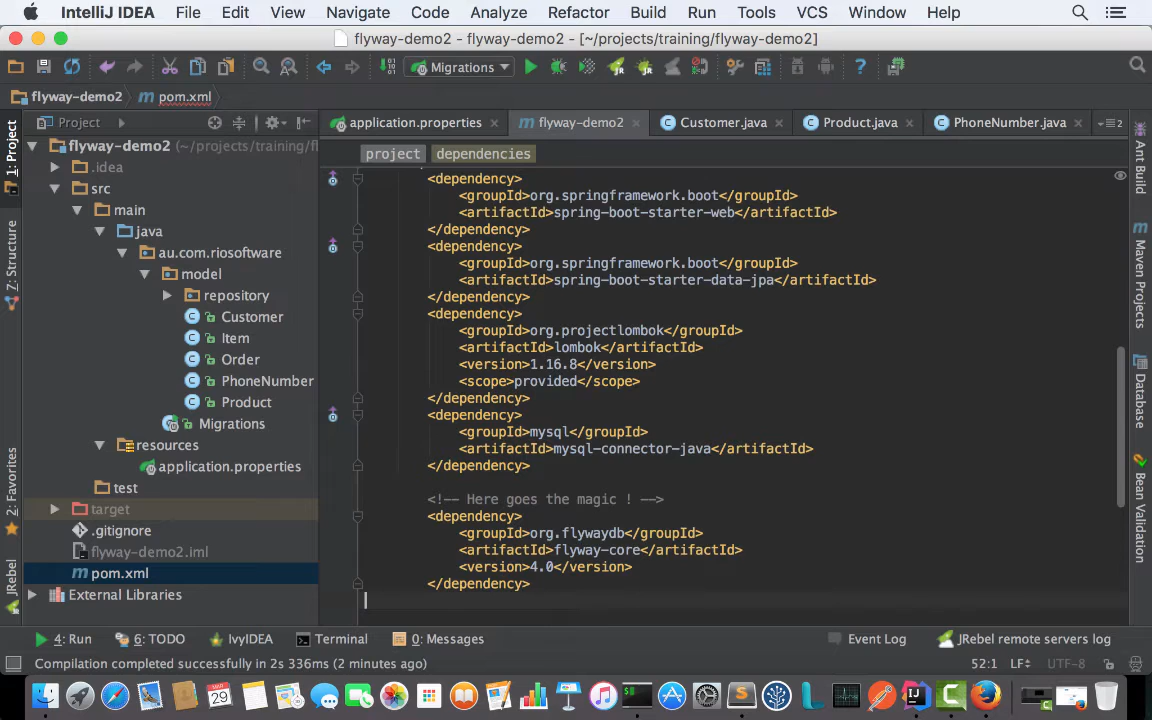 IntelliJ IDEA File Edit View Navigate Code Analyze Refactor Build Run Tools VCS Window Help
flyway-demo2 - flyway-demo2 - [~/projects/training/flyway-demo2]
Migrations
flyway-demo2 pom.xml
Project
application.properties flyway-demo2 Customer.java Product.java PhoneNumber.java 2
project dependencies
flyway-demo2 (~/projects/training/fl
.idea
src
main
java
au.com.riosoftware
model
repository
Customer
Item
Order
PhoneNumber
Product
Migrations
resources
application.properties
test
target
.gitignore
flyway-demo2.iml
pom.xml
External Libraries
<dependency>
<groupId>org.springframework.boot</groupId>
<artifactId>spring-boot-starter-web</artifactId>
</dependency>
<dependency>
<groupId>org.springframework.boot</groupId>
<artifactId>spring-boot-starter-data-jpa</artifactId>
</dependency>
<dependency>
<groupId>org.projectlombok</groupId>
<artifactId>lombok</artifactId>
<version>1.16.8</version>
<scope>provided</scope>
</dependency>
<dependency>
<groupId>mysql</groupId>
<artifactId>mysql-connector-java</artifactId>
</dependency>
<!-- Here goes the magic ! -->
<dependency>
<groupId>org.flywaydb</groupId>
<artifactId>flyway-core</artifactId>
<version>4.0</version>
</dependency>
1: Project
Z: Structure
2: Favorites
JRebel
Ant Build
Maven Projects
Database
Bean Validation
4: Run 6: TODO IvyIDEA Terminal 0: Messages Event Log JRebel remote servers log
Compilation completed successfully in 2s 336ms (2 minutes ago) 52:1 LF UTF-8
29